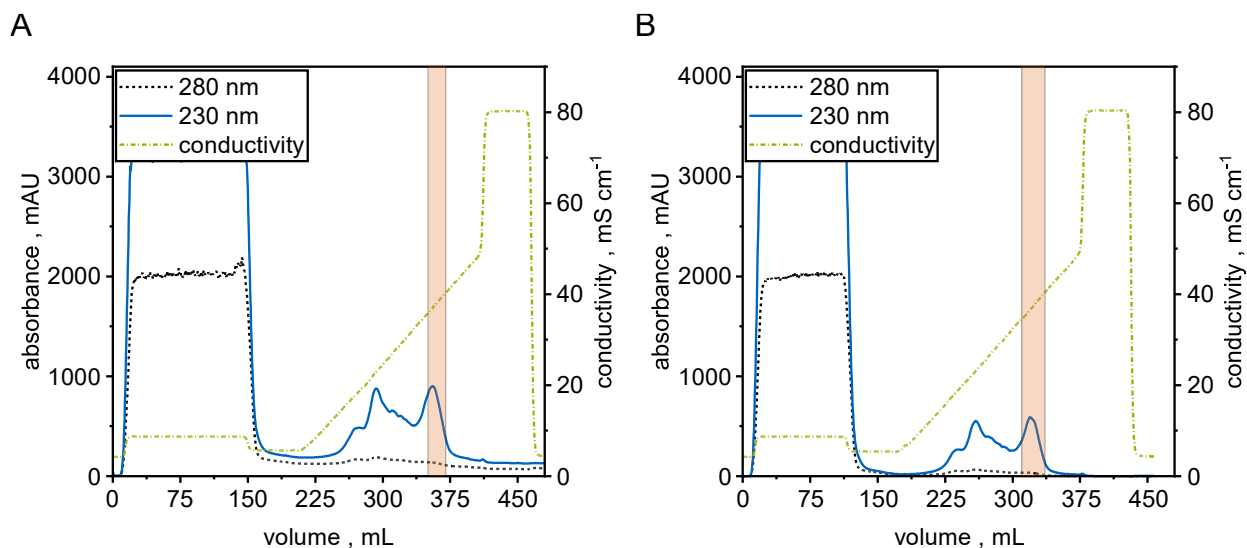 A
280 nm
230 nm
conductivity
4000
3000
2000
1000
0
absorbance , mAU
80
60
40
20
0
conductivity , mS cm⁻¹
0 75 150 225 300 375 450
volume , mL
B
280 nm
230 nm
conductivity
4000
3000
2000
1000
0
absorbance , mAU
80
60
40
20
0
conductivity , mS cm⁻¹
0 75 150 225 300 375 450
volume , mL